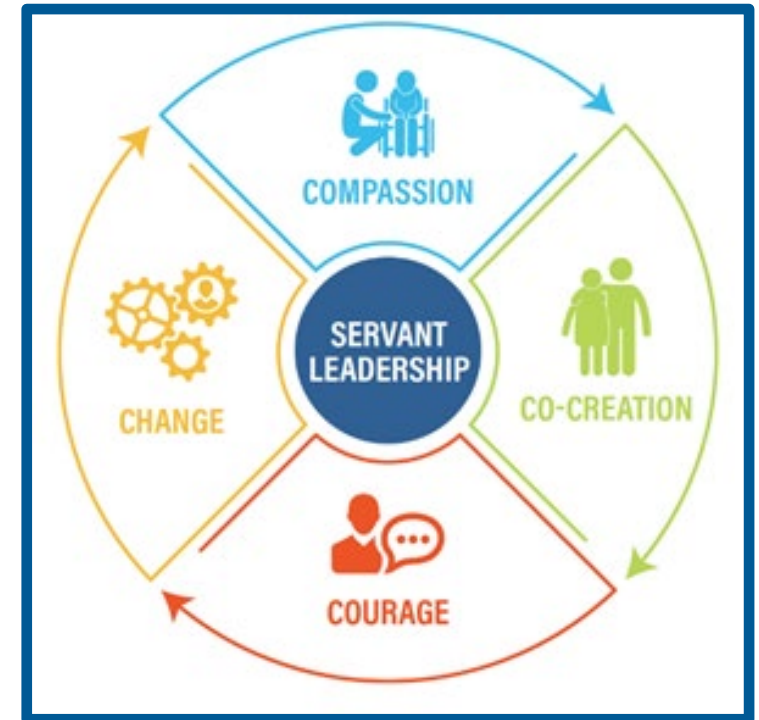 COMPASSION
SERVANT
LEADERSHIP
CO-CREATION
CHANGE
COURAGE